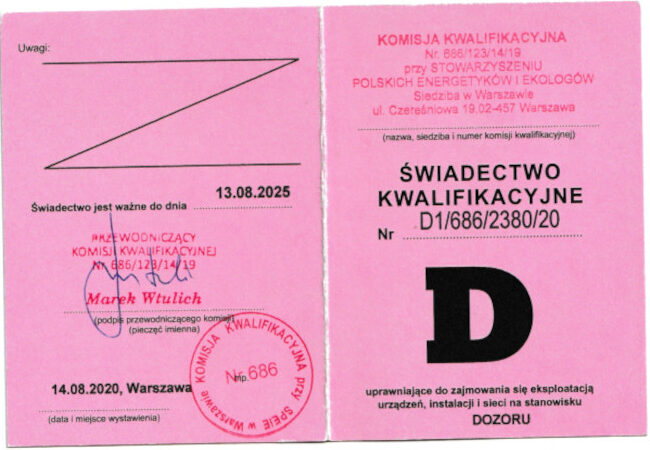 Uwagi:
Świadectwo jest ważne do dnia 13.08.2025
PRZEWODNICZĄCY
KOMISJI KWALIFIKACYJNEJ
Nr 686/123/14/19
Marek Wtulich
(podpis przewodniczącego komisji)
(pieczęć imienna)
KOMISJA KWALIFIKACYJNA przy SPEiE w Warszawie
mp.
Nr 686
14.08.2020, Warszawa
(data i miejsce wystawienia)
KOMISJA KWALIFIKACYJNA
Nr. 686/123/14/19
przy STOWARZYSZENIU
POLSKICH ENERGETYKÓW I EKOLOGÓW
Siedziba w Warszawie
ul. Czereśniowa 19,02-457 Warszawa
(nazwa, siedziba i numer komisji kwalifikacyjnej)
ŚWIADECTWO
KWALIFIKACYJNE
Nr D1/686/2380/20
D
uprawniające do zajmowania się eksploatacją
urządzeń, instalacji i sieci na stanowisku
DOZORU